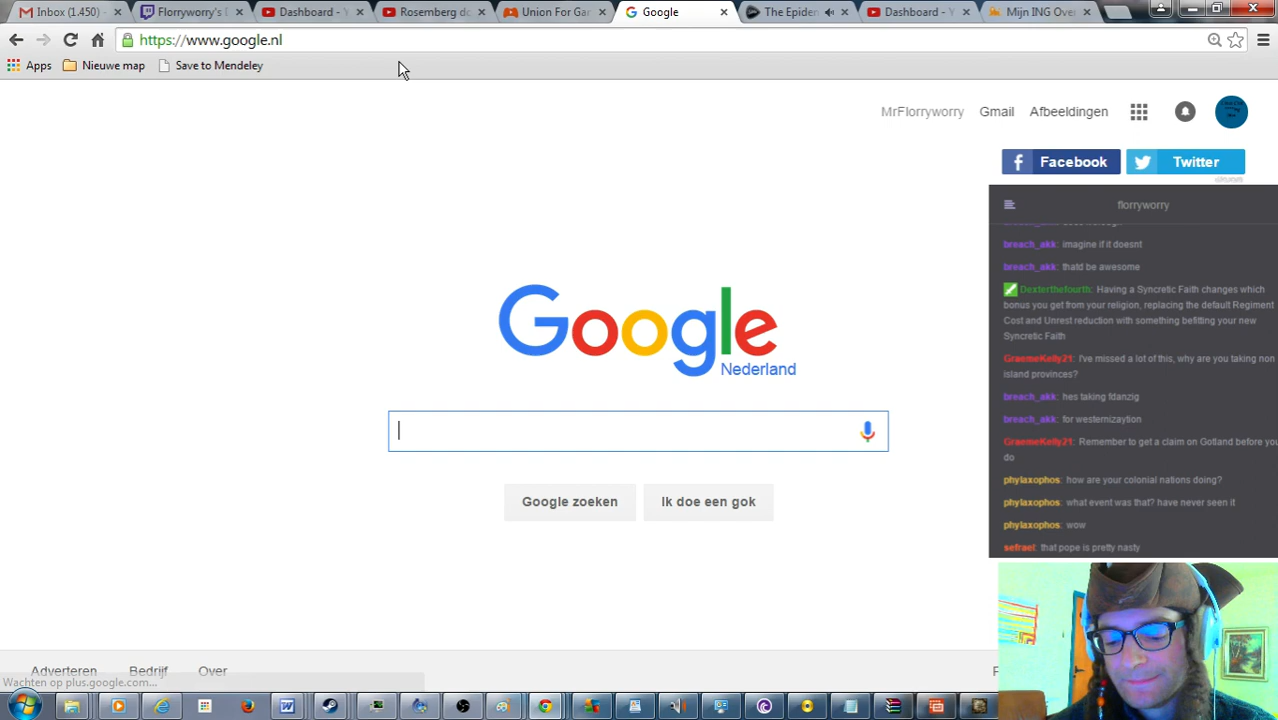 Inbox (1.450) -
Florryworry's I
Dashboard - Y
Rosemberg do
Union For Gar
Google
The Epiden
Dashboard - Y
Mijn ING Over
https://www.google.nl
Apps
Nieuwe map
Save to Mendeley
MrFlorryworry
Gmail
Afbeeldingen
Facebook
Twitter
florryworry
breach_akk: imagine if it doesnt
breach_akk: thatd be awesome
Dexterthefourth: Having a Syncretic Faith changes which
bonus you get from your religion, replacing the default Regiment
Cost and Unrest reduction with something befitting your new
Syncretic Faith
GraemeKelly21: I've missed a lot of this, why are you taking non
island provinces?
breach_akk: hes taking fdanzig
breach_akk: for westernizaytion
GraemeKelly21: Remember to get a claim on Gotland before you
do
phylaxophos: how are your colonial nations doing?
phylaxophos: what event was that? have never seen it
phylaxophos: wow
sefrael: that pope is pretty nasty
Google
Nederland
Google zoeken
Ik doe een gok
Adverteren
Bedrijf
Over
Wachten op plus.google.com...